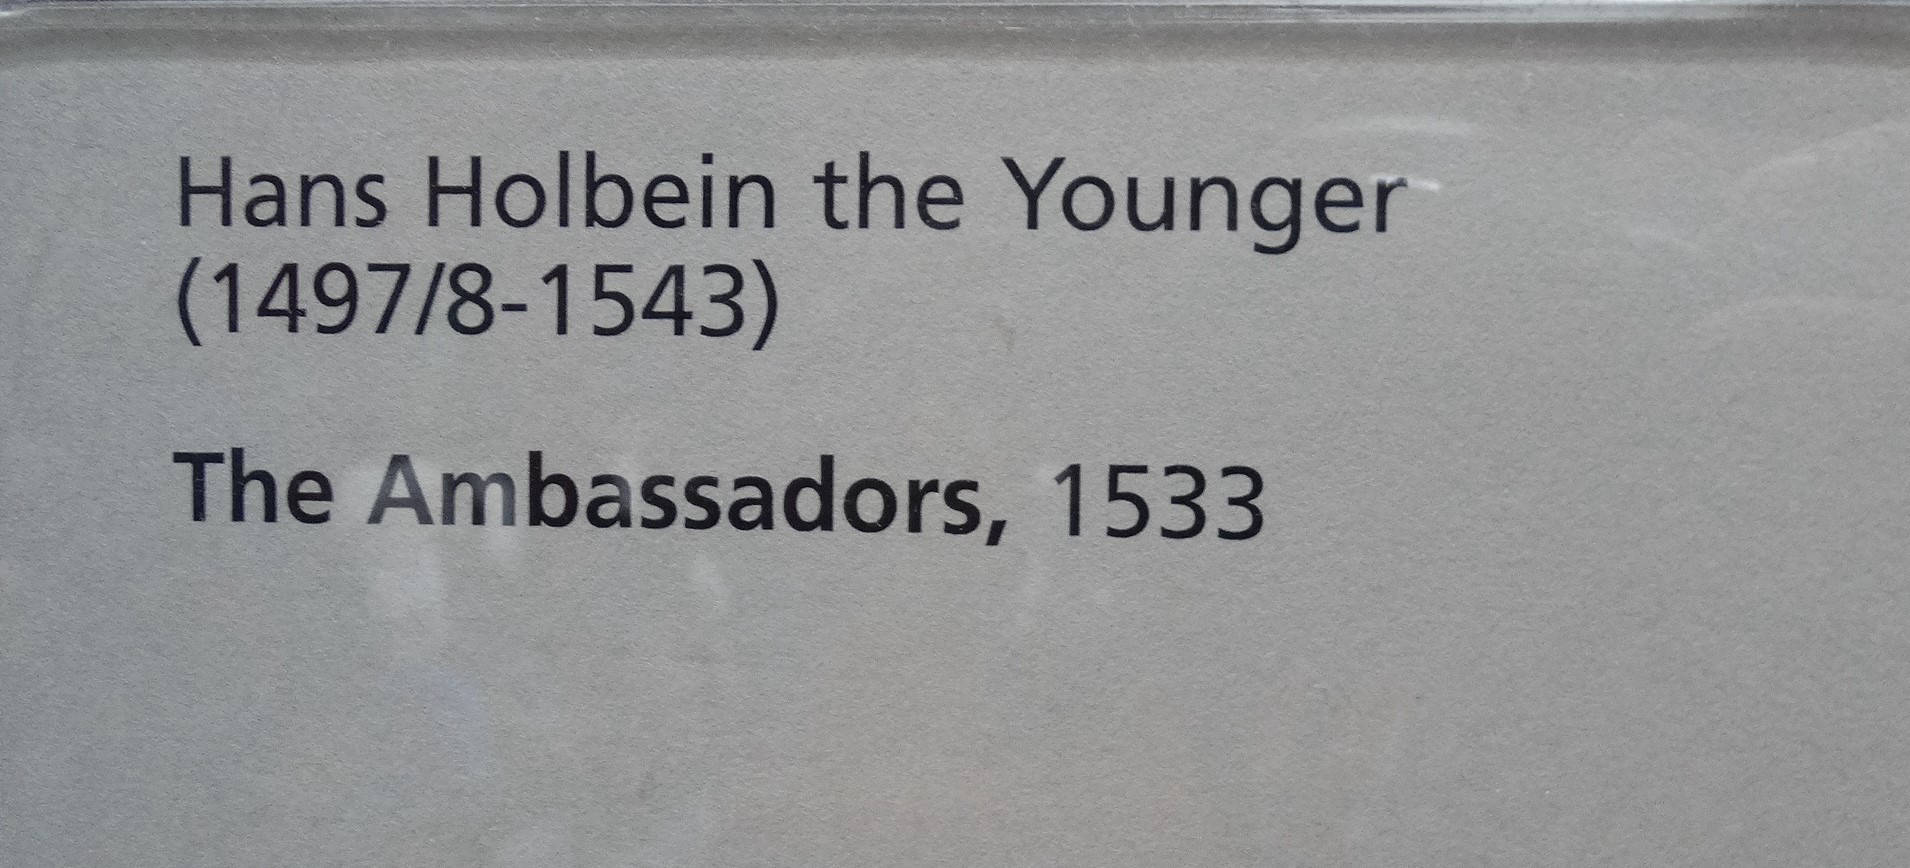 Hans Holbein the Younger
(1497/8-1543)
The Ambassadors, 1533